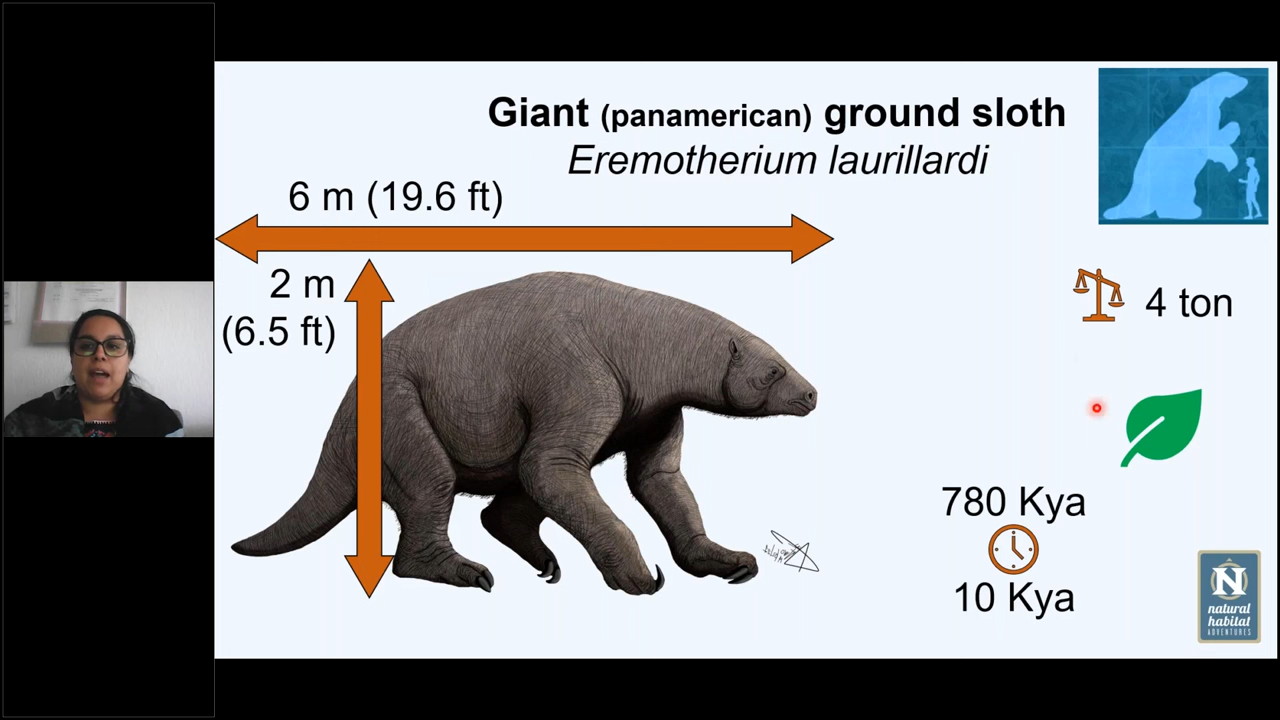 Giant (panamerican) ground sloth
Eremotherium laurillardi
6 m (19.6 ft)
2 m
(6.5 ft)
4 ton
780 Kya
10 Kya
N
natural
habitat
ADVENTURES